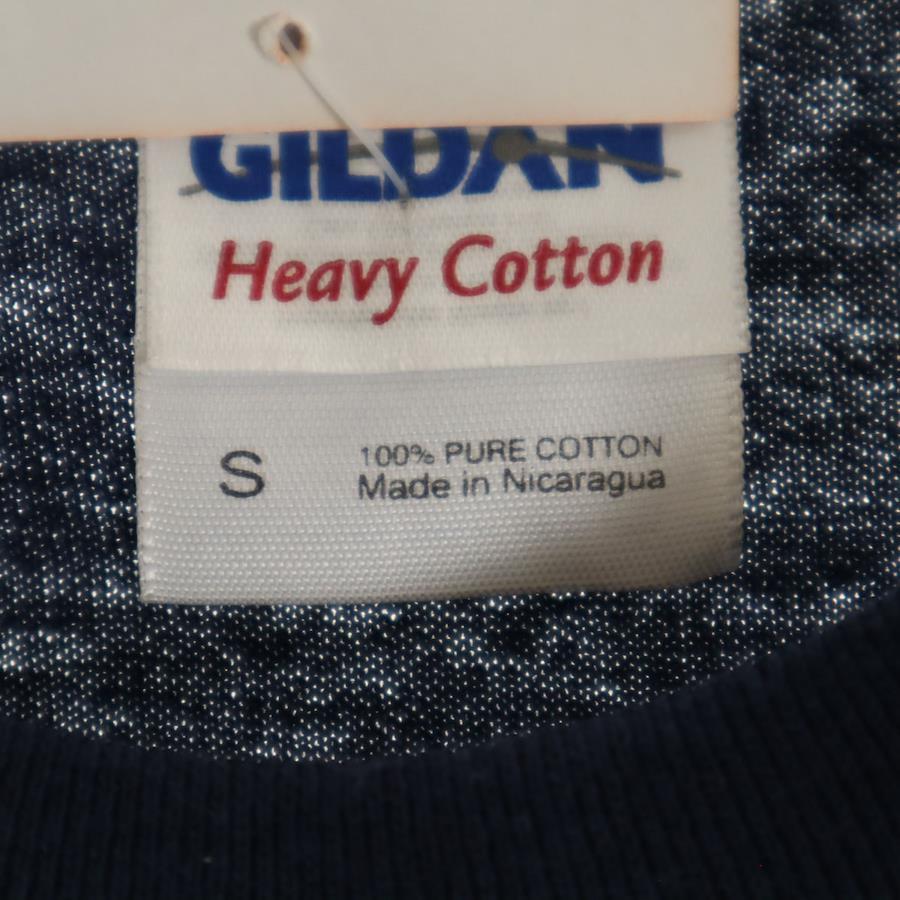 GILDAN
Heavy Cotton
S
100% PURE COTTON
Made in Nicaragua